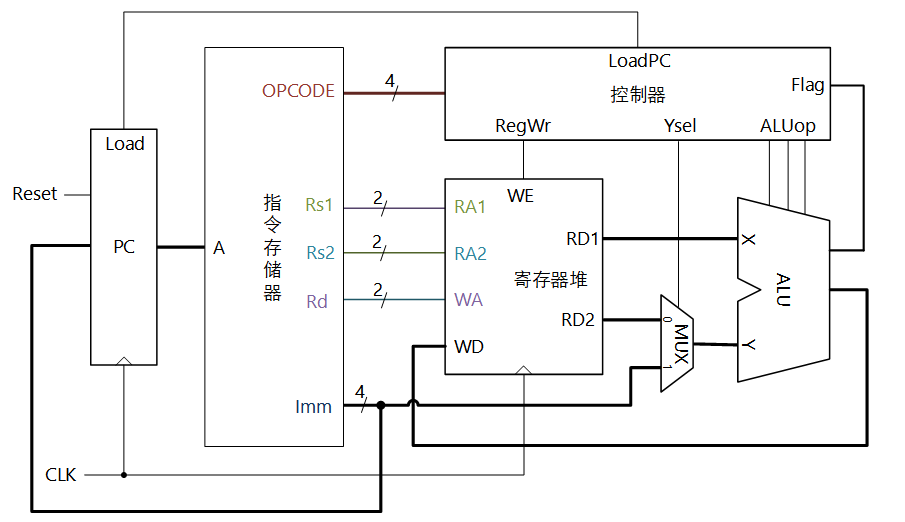 LoadPC
控制器
Flag
RegWr
Ysel
ALUop
OPCODE
4
Load
Reset
PC
A
指令存储器
Rs1
2
Rs2
2
Rd
2
Imm
4
WE
RA1
RA2
WA
WD
RD1
寄存器堆
RD2
0
MUX
1
X
ALU
Y
CLK